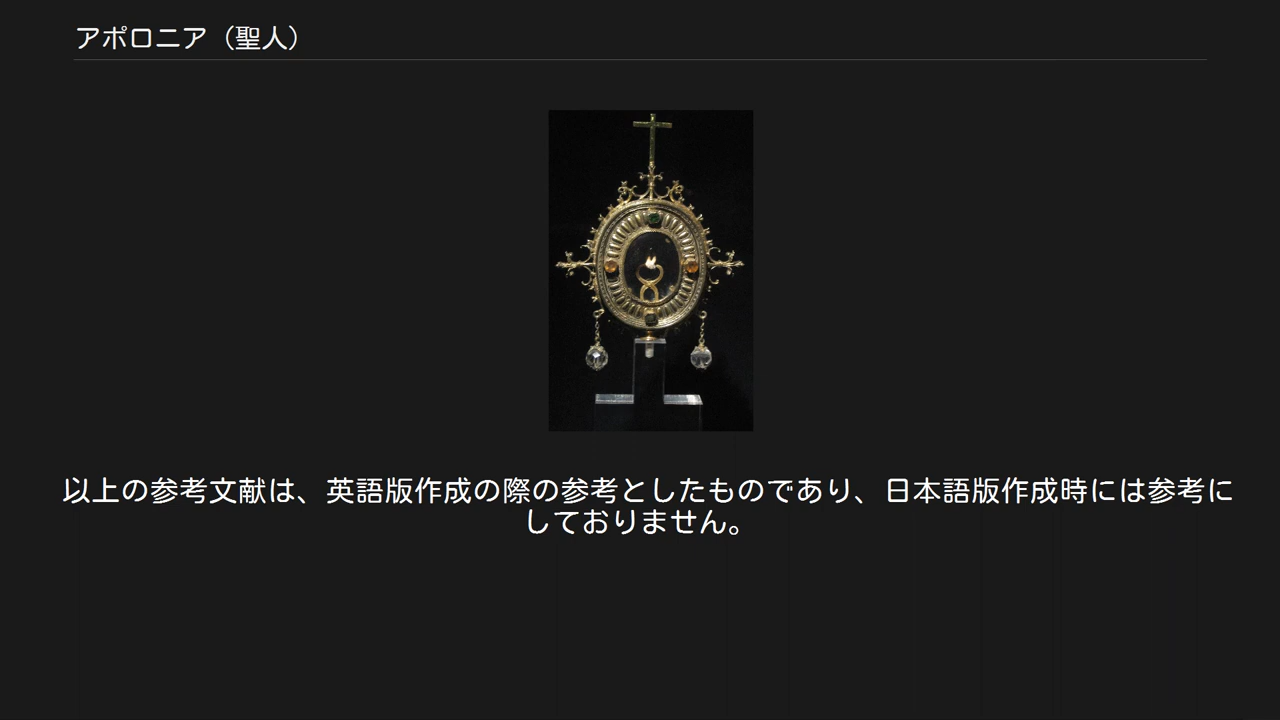 アポロニア（聖人）
以上の参考文献は、英語版作成の際の参考としたものであり、日本語版作成時には参考に
しておりません。